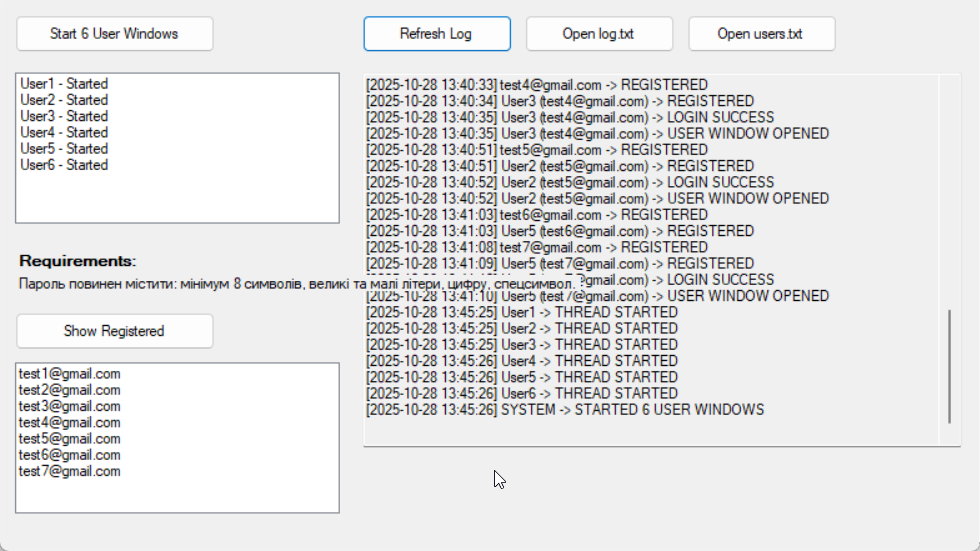 Start 6 User Windows
Refresh Log
Open log.txt
Open users.txt
User1 - Started
User2 - Started
User3 - Started
User4 - Started
User5 - Started
User6 - Started
Requirements:
Пароль повинен містити: мінімум 8 символів, великі та малі літери, цифру, спецсимвол.
Show Registered
test1@gmail.com
test2@gmail.com
test3@gmail.com
test4@gmail.com
test5@gmail.com
test6@gmail.com
test7@gmail.com
[2025-10-28 13:40:33] test4@gmail.com -> REGISTERED
[2025-10-28 13:40:34] User3 (test4@gmail.com) -> REGISTERED
[2025-10-28 13:40:35] User3 (test4@gmail.com) -> LOGIN SUCCESS
[2025-10-28 13:40:35] User3 (test4@gmail.com) -> USER WINDOW OPENED
[2025-10-28 13:40:51] test5@gmail.com -> REGISTERED
[2025-10-28 13:40:51] User2 (test5@gmail.com) -> REGISTERED
[2025-10-28 13:40:52] User2 (test5@gmail.com) -> LOGIN SUCCESS
[2025-10-28 13:40:52] User2 (test5@gmail.com) -> USER WINDOW OPENED
[2025-10-28 13:41:03] test6@gmail.com -> REGISTERED
[2025-10-28 13:41:03] User5 (test6@gmail.com) -> REGISTERED
[2025-10-28 13:41:08] test7@gmail.com -> REGISTERED
[2025-10-28 13:41:09] User5 (test7@gmail.com) -> REGISTERED
@gmail.com) -> LOGIN SUCCESS
[2025-10-28 13:41:10] User5 (test7@gmail.com) -> USER WINDOW OPENED
[2025-10-28 13:45:25] User1 -> THREAD STARTED
[2025-10-28 13:45:25] User2 -> THREAD STARTED
[2025-10-28 13:45:25] User3 -> THREAD STARTED
[2025-10-28 13:45:26] User4 -> THREAD STARTED
[2025-10-28 13:45:26] User5 -> THREAD STARTED
[2025-10-28 13:45:26] User6 -> THREAD STARTED
[2025-10-28 13:45:26] SYSTEM -> STARTED 6 USER WINDOWS